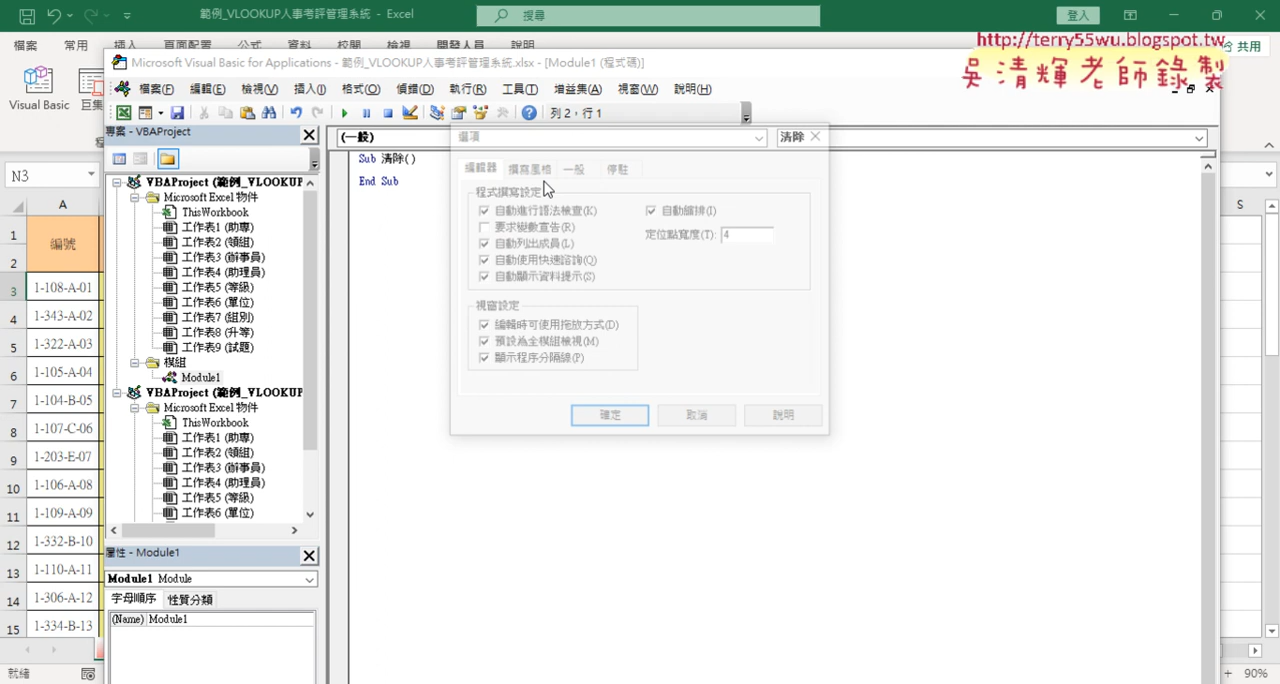 範例_VLOOKUP人事考評管理系統 - Excel
搜尋
登入
檔案 常用 插入 頁面配置 公式 資料 校閱 檢視 開發人員 說明
共用
http://terry55wu.blogspot.tw
吳清輝老師錄製
Visual Basic 巨集
Microsoft Visual Basic for Applications - 範例_VLOOKUP人事考評管理系統.xlsx - [Module1 (程式碼)]
檔案(F) 編輯(E) 檢視(V) 插入(I) 格式(O) 偵錯(D) 執行(R) 工具(T) 增益集(A) 視窗(W) 說明(H)
列 2，行 1
專案 - VBAProject
(一般)
清除
Sub 清除()
End Sub
選項
編輯器 撰寫風格 一般 停駐
程式撰寫設定
自動進行語法檢查(K)
自動縮排(I)
要求變數宣告(R)
定位點寬度(T): 4
自動列出成員(L)
自動使用快速諮詢(Q)
自動顯示資料提示(S)
視窗設定
編輯時可使用拖放方式(D)
預設為全模組檢視(M)
顯示程序分隔線(P)
確定 取消 說明
VBAProject (範例_VLOOKUP
Microsoft Excel 物件
ThisWorkbook
工作表1 (助專)
工作表2 (領組)
工作表3 (辦事員)
工作表4 (助理員)
工作表5 (等級)
工作表6 (單位)
工作表7 (組別)
工作表8 (升等)
工作表9 (試題)
模組
Module1
VBAProject (範例_VLOOKUP
Microsoft Excel 物件
ThisWorkbook
工作表1 (助專)
工作表2 (領組)
工作表3 (辦事員)
工作表4 (助理員)
工作表5 (等級)
工作表6 (單位)
屬性 - Module1
Module1 Module
字母順序 性質分類
(Name) Module1
N3
A
S
1
編號
2
3 1-108-A-01
4 1-343-A-02
5 1-322-A-03
6 1-105-A-04
7 1-104-B-05
8 1-107-C-06
9 1-203-E-07
10 1-106-A-08
11 1-109-A-09
12 1-332-B-10
13 1-110-A-11
14 1-306-A-12
15 1-334-B-13
就緒
90%